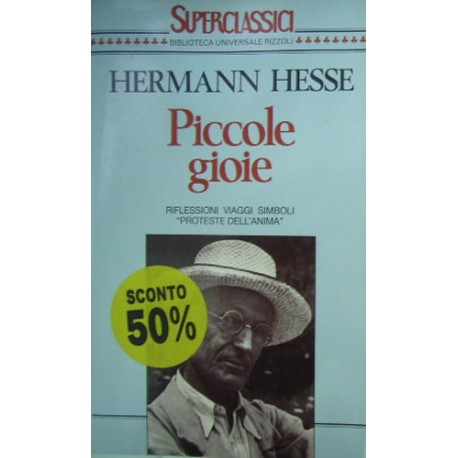 SUPERCLASSICI
BIBLIOTECA UNIVERSALE RIZZOLI
HERMANN HESSE
Piccole
gioie
RIFLESSIONI VIAGGI SIMBOLI
"PROTESTE DELL'ANIMA"
SCONTO
50%